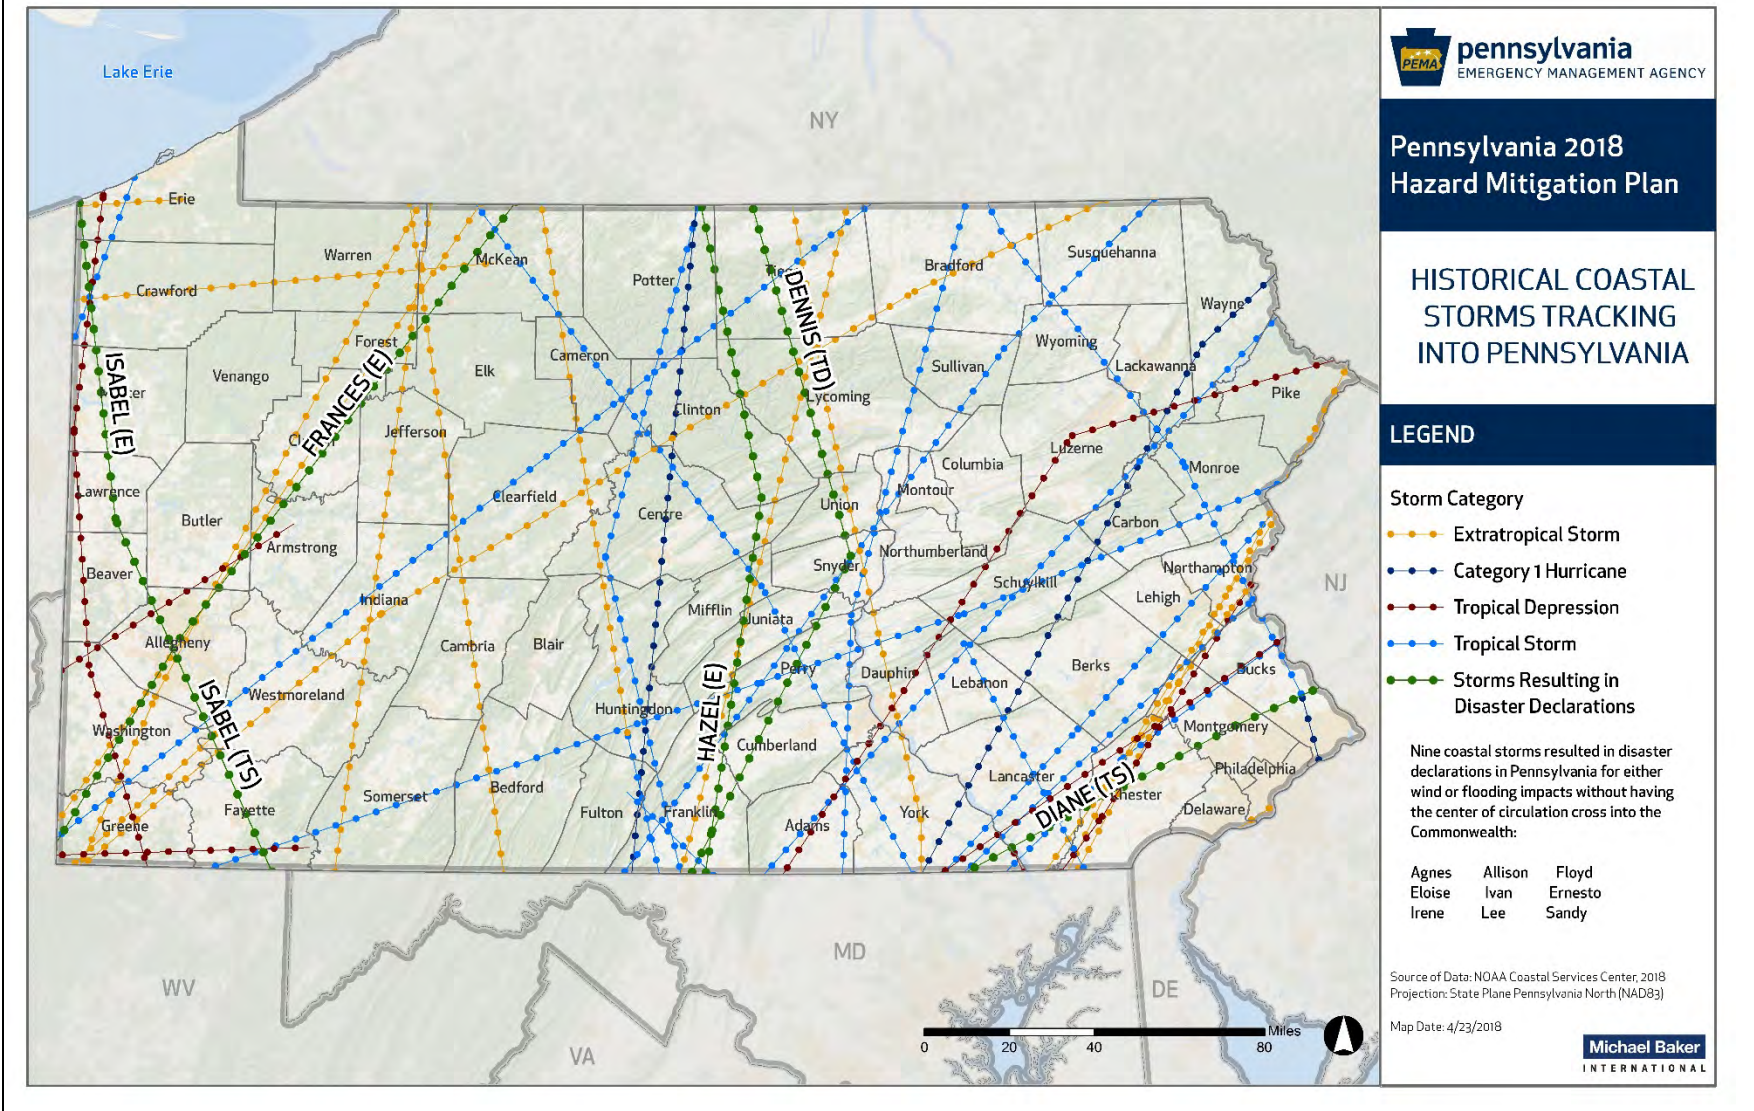 pennsylvania
PEMA
EMERGENCY MANAGEMENT AGENCY
Pennsylvania 2018
Hazard Mitigation Plan
HISTORICAL COASTAL
STORMS TRACKING
INTO PENNSYLVANIA
LEGEND
Storm Category
Extratropical Storm
Category 1 Hurricane
Tropical Depression
Tropical Storm
Storms Resulting in
Disaster Declarations
Nine coastal storms resulted in disaster
declarations in Pennsylvania for either
wind or flooding impacts without having
the center of circulation cross into the
Commonwealth:
Agnes Allison Floyd
Eloise Ivan Ernesto
Irene Lee Sandy
Source of Data: NOAA Coastal Services Center, 2018
Projection: State Plane Pennsylvania North (NAD83)
Map Date: 4/23/2018
Michael Baker
INTERNATIONAL
Lake Erie
NY
Erie
Warren
McKean
Potter
Bradford
Susquehanna
Crawford
Wayne
Forest
Cameron
Wyoming
Lackawanna
Venango
Elk
Sullivan
Pike
Clinton
Lycoming
Jefferson
Luzerne
Columbia
Monroe
Lawrence
Clearfield
Centre
Union
Montour
Butler
Carbon
Armstrong
Northumberland
Beaver
Snyder
Schuylkill
Northampton
Indiana
Mifflin
Juniata
Lehigh
Allegheny
Cambria
Blair
Perry
Dauphin
Lebanon
Berks
Bucks
Westmoreland
Huntingdon
Washington
Cumberland
Montgomery
Philadelphia
Lancaster
Somerset
Bedford
Fulton
Franklin
Adams
York
Delaware
Greene
Fayette
ISABEL (E)
FRANCES (E)
DENNIS (TD)
HAZEL (E)
ISABEL (TS)
DIANE (TS)
NJ
MD
WV
VA
DE
Miles
0 20 40 80